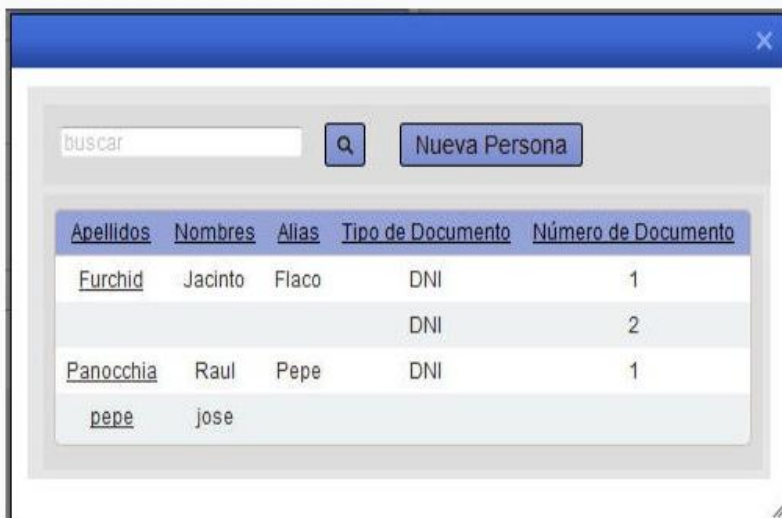 buscar Nueva Persona
Apellidos Nombres Alias Tipo de Documento Número de Documento
Furchid Jacinto Flaco DNI 1
DNI 2
Panocchia Raul Pepe DNI 1
pepe jose